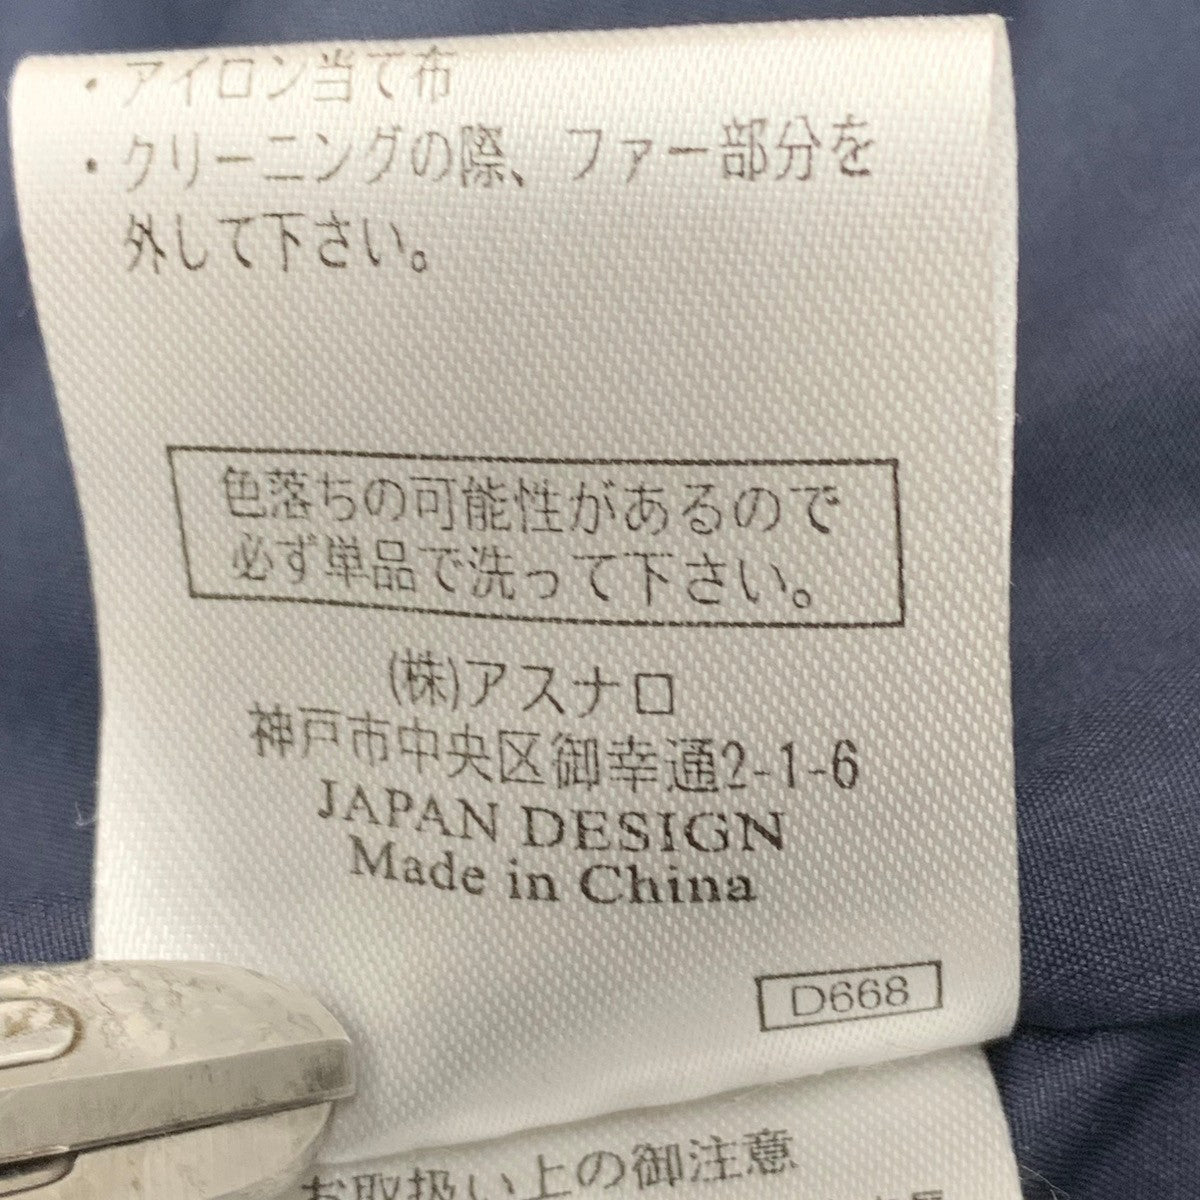 ・アイロン当て布
・クリーニングの際、ファー部分を
外して下さい。
色落ちの可能性があるので
必ず単品で洗って下さい。
(株)アスナロ
神戸市中央区御幸通2-1-6
JAPAN DESIGN
Made in China
D668
お取扱い上の御注意